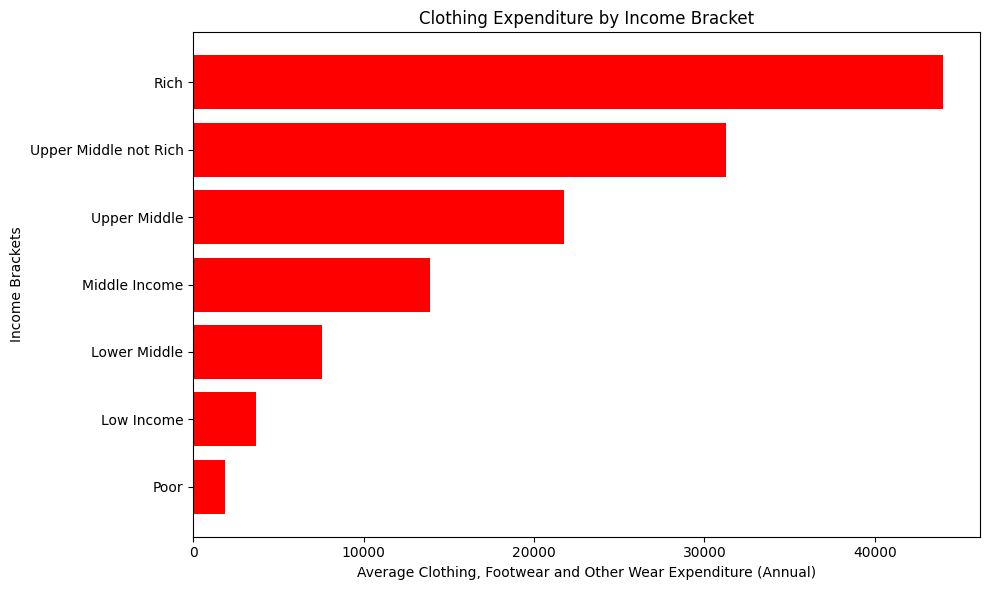 Clothing Expenditure by Income Bracket
Rich
Upper Middle not Rich
Upper Middle
Middle Income
Lower Middle
Low Income
Poor
Income Brackets
0 10000 20000 30000 40000
Average Clothing, Footwear and Other Wear Expenditure (Annual)